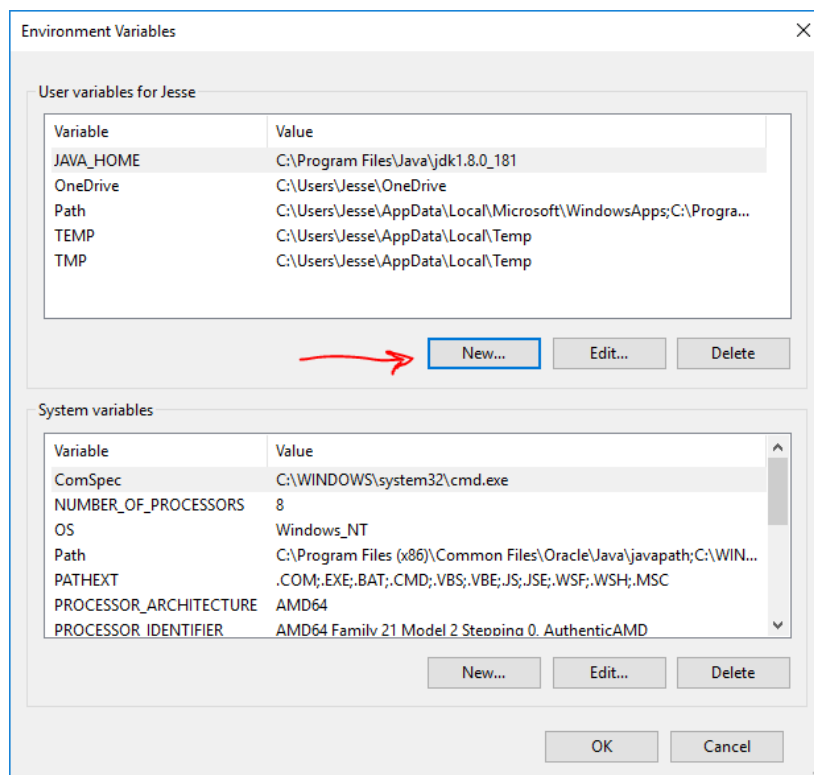 Environment Variables
User variables for Jesse
Variable Value
JAVA_HOME C:\Program Files\Java\jdk1.8.0_181
OneDrive C:\Users\Jesse\OneDrive
Path C:\Users\Jesse\AppData\Local\Microsoft\WindowsApps;C:\Progra...
TEMP C:\Users\Jesse\AppData\Local\Temp
TMP C:\Users\Jesse\AppData\Local\Temp
New... Edit... Delete
System variables
Variable Value
ComSpec C:\WINDOWS\system32\cmd.exe
NUMBER_OF_PROCESSORS 8
OS Windows_NT
Path C:\Program Files (x86)\Common Files\Oracle\Java\javapath;C:\WIN...
PATHEXT .COM;.EXE;.BAT;.CMD;.VBS;.VBE;.JS;.JSE;.WSF;.WSH;.MSC
PROCESSOR_ARCHITECTURE AMD64
PROCESSOR_IDENTIFIER AMD64 Family 21 Model 2 Stepping 0, AuthenticAMD
New... Edit... Delete
OK Cancel